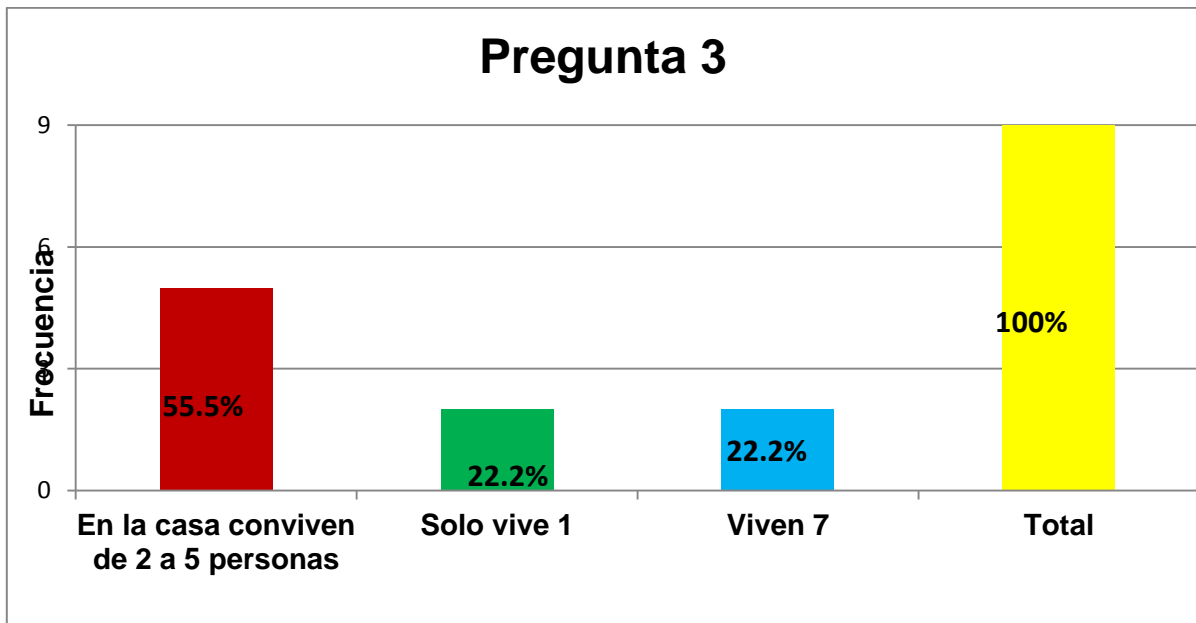 Pregunta 3
9
6
3
0
Frecuencia
55.5%
22.2%
22.2%
100%
En la casa conviven
de 2 a 5 personas
Solo vive 1
Viven 7
Total